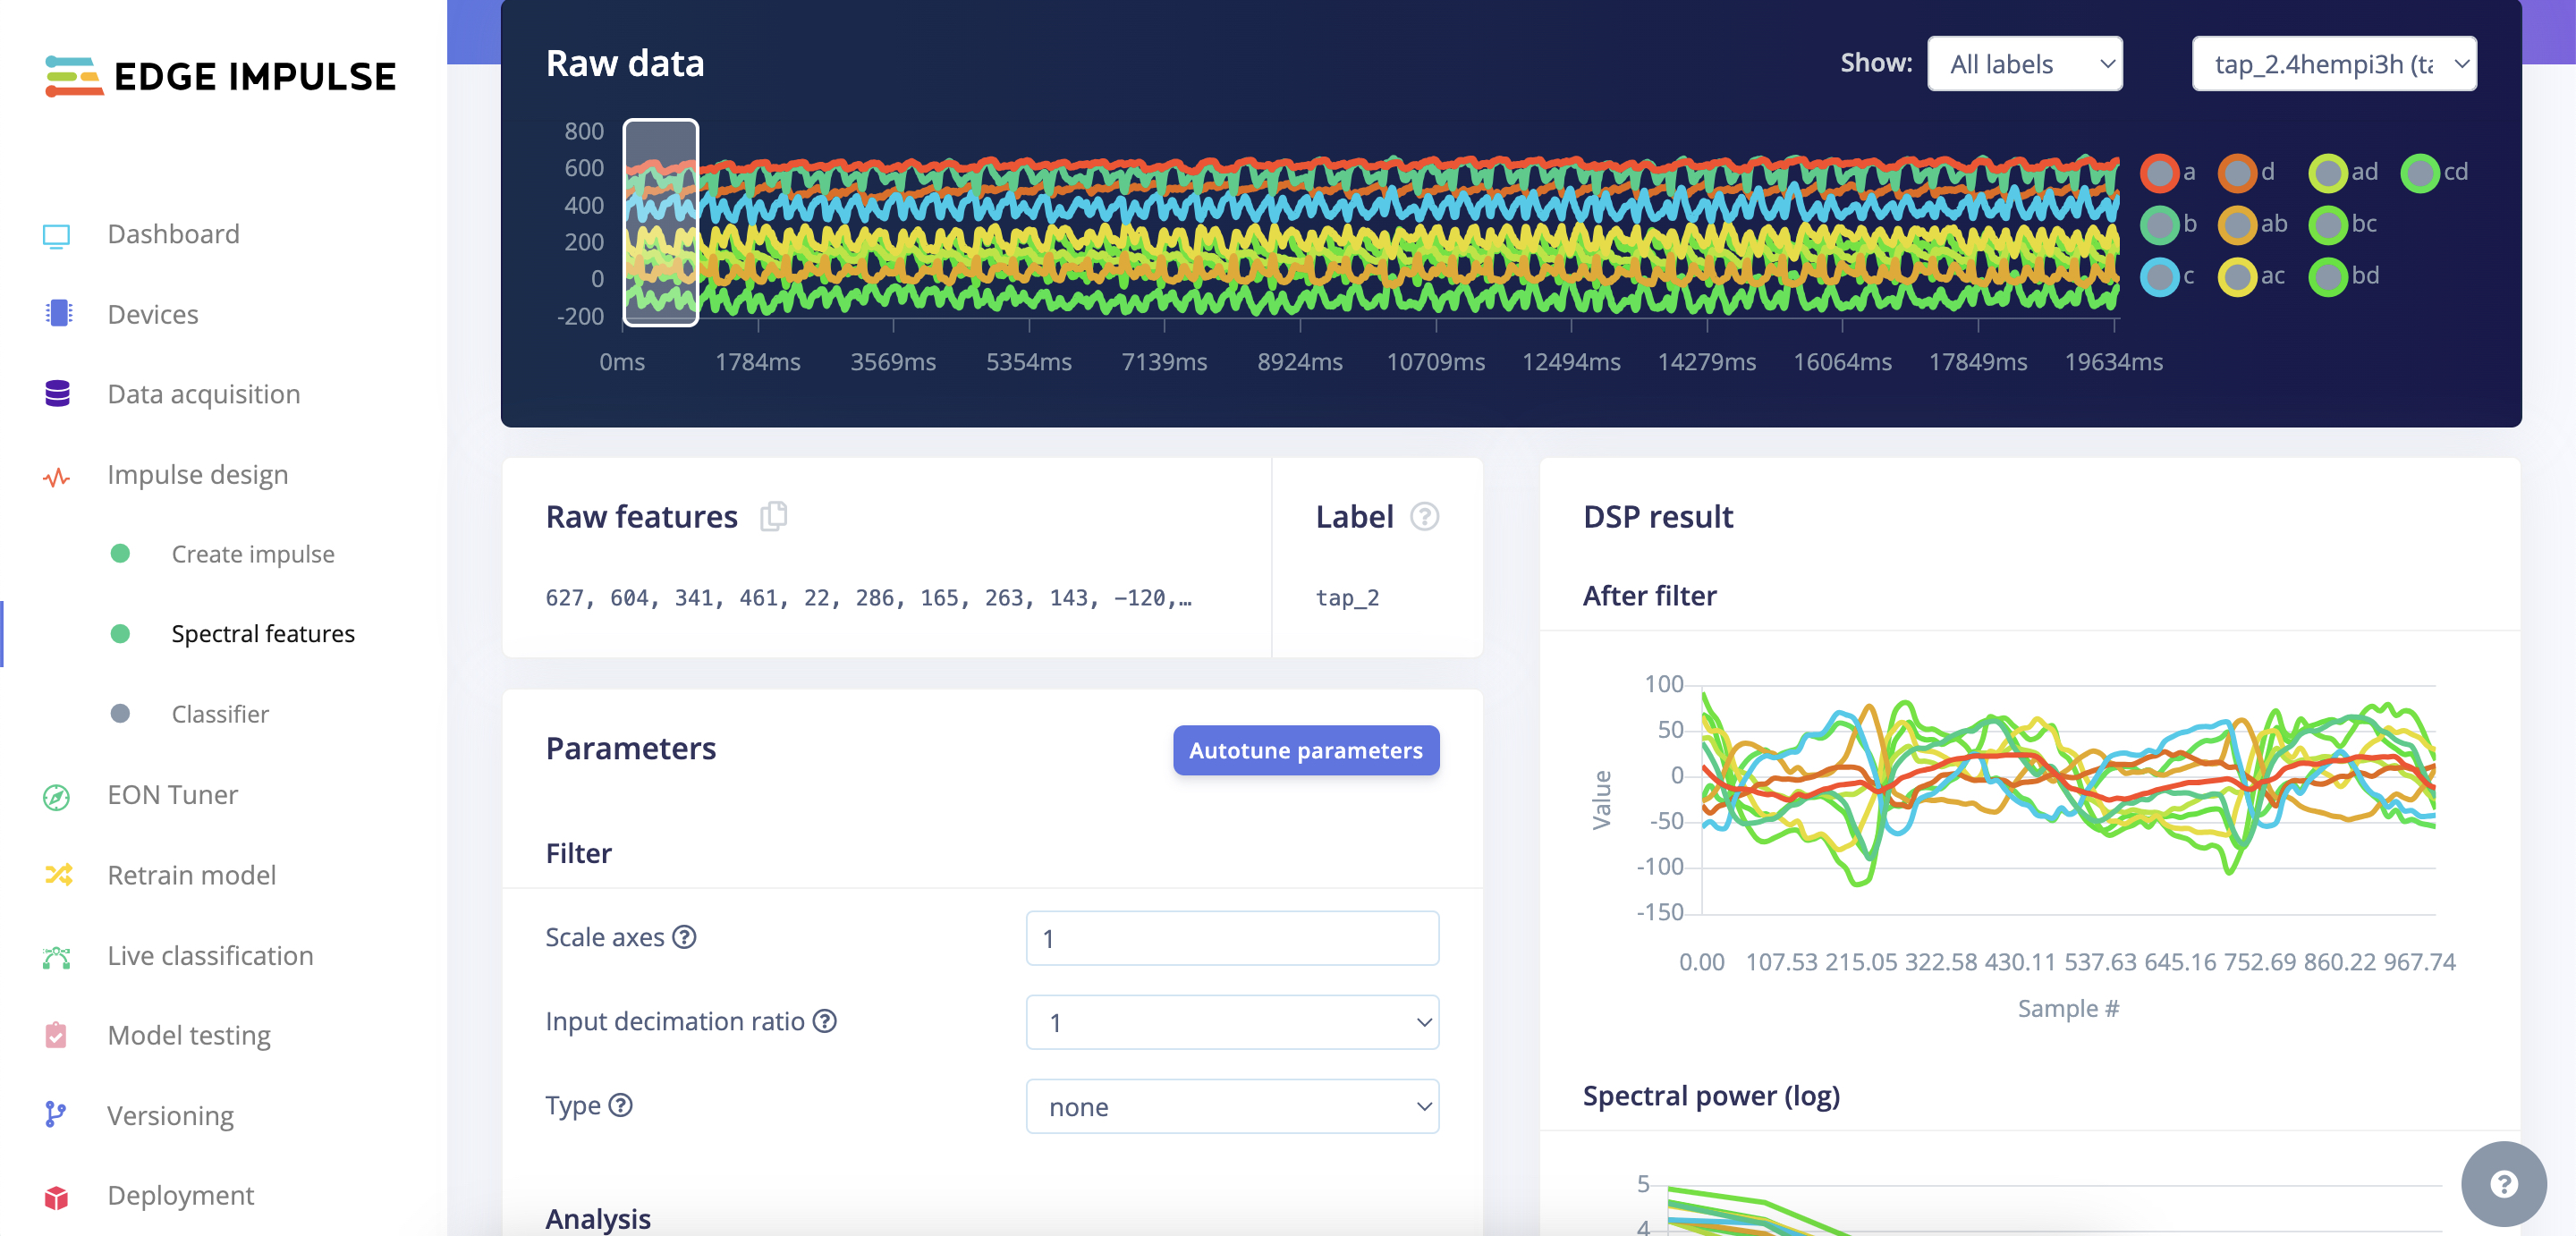 EDGE IMPULSE
Dashboard
Devices
Data acquisition
Impulse design
Create impulse
Spectral features
Classifier
EON Tuner
Retrain model
Live classification
Model testing
Versioning
Deployment
Raw data
Show: All labels tap_2.4hempi3h (ta
800
600
400
200
0
-200
0ms 1784ms 3569ms 5354ms 7139ms 8924ms 10709ms 12494ms 14279ms 16064ms 17849ms 19634ms
a d ad cd
b ab bc
c ac bd
Raw features
627, 604, 341, 461, 22, 286, 165, 263, 143, -120,…
Label ?
tap_2
Parameters
Autotune parameters
Filter
Scale axes ? 1
Input decimation ratio ? 1
Type ? none
Analysis
DSP result
After filter
100
50
0
-50
-100
-150
Value
0.00 107.53 215.05 322.58 430.11 537.63 645.16 752.69 860.22 967.74
Sample #
Spectral power (log)
5
4
?